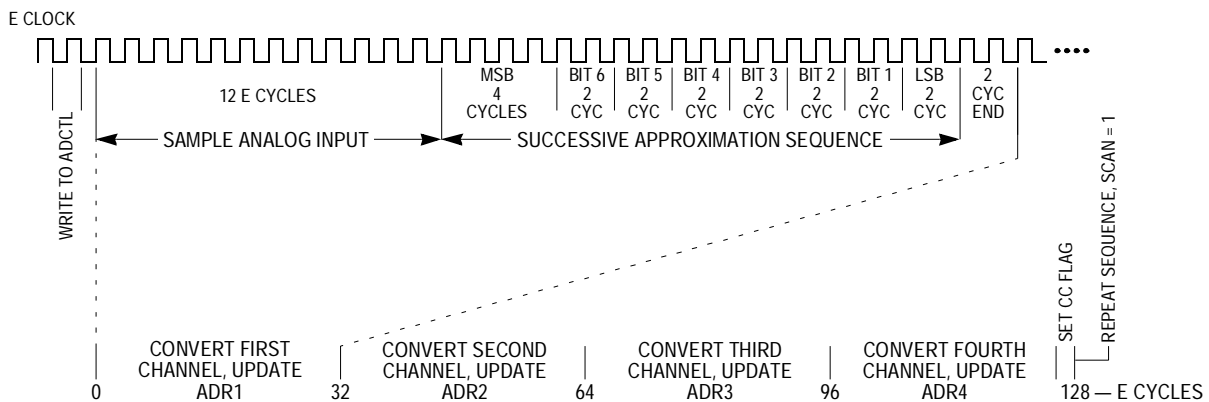 E CLOCK
12 E CYCLES
MSB
4
CYCLES
BIT 6
2
CYC
BIT 5
2
CYC
BIT 4
2
CYC
BIT 3
2
CYC
BIT 2
2
CYC
BIT 1
2
CYC
LSB
2
CYC
2
CYC
END
WRITE TO ADCTL
SAMPLE ANALOG INPUT
SUCCESSIVE APPROXIMATION SEQUENCE
SET CC FLAG
REPEAT SEQUENCE, SCAN = 1
CONVERT FIRST
CHANNEL, UPDATE
ADR1
CONVERT SECOND
CHANNEL, UPDATE
ADR2
CONVERT THIRD
CHANNEL, UPDATE
ADR3
CONVERT FOURTH
CHANNEL, UPDATE
ADR4
0
32
64
96
128 — E CYCLES